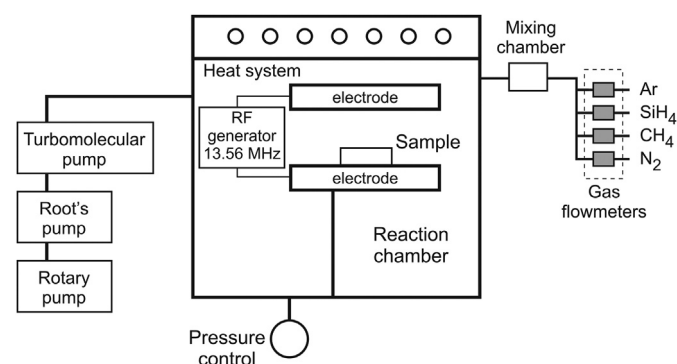 Mixing
chamber
Heat system
electrode
RF
generator
13.56 MHz
Sample
electrode
Reaction
chamber
Turbomolecular
pump
Root's
pump
Rotary
pump
Pressure
control
Ar
SiH4
CH4
N2
Gas
flowmeters